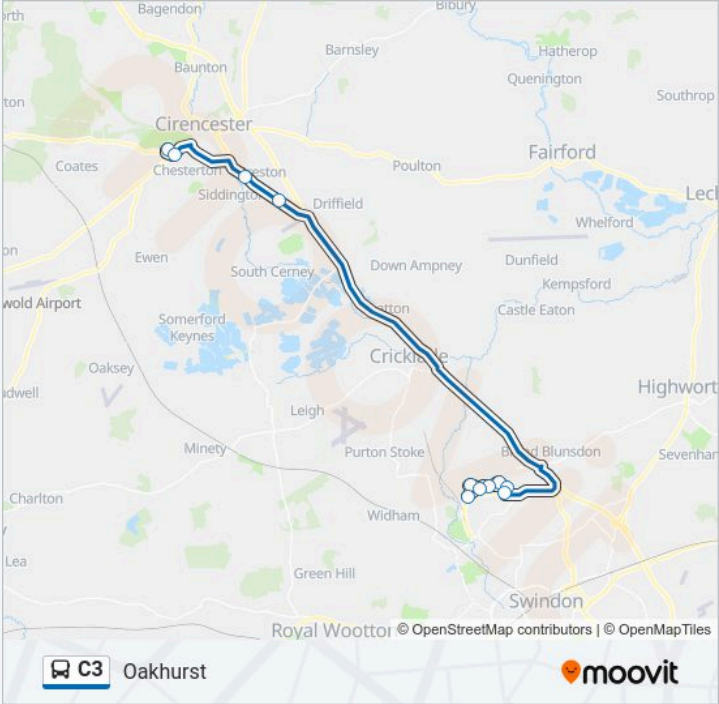 Bagendon
Bibury
Barnsley
Hatherop
Baunton
Quenington
Southrop
Cirencester
Fairford
Coates
Chesterton
Poulton
Siddington
Driffield
Whelford
Ewen
Dunfield
South Cerney
Down Ampney
Kempsford
Castle Eaton
Somerford
Keynes
Cricklade
Oaksey
Highwort
Leigh
Minety
Purton Stoke
Blunsdon
Charlton
Widham
Lea
Green Hill
Swindon
Royal Woottor © OpenStreetMap contributors | © OpenMapTiles
C3 Oakhurst
moovit